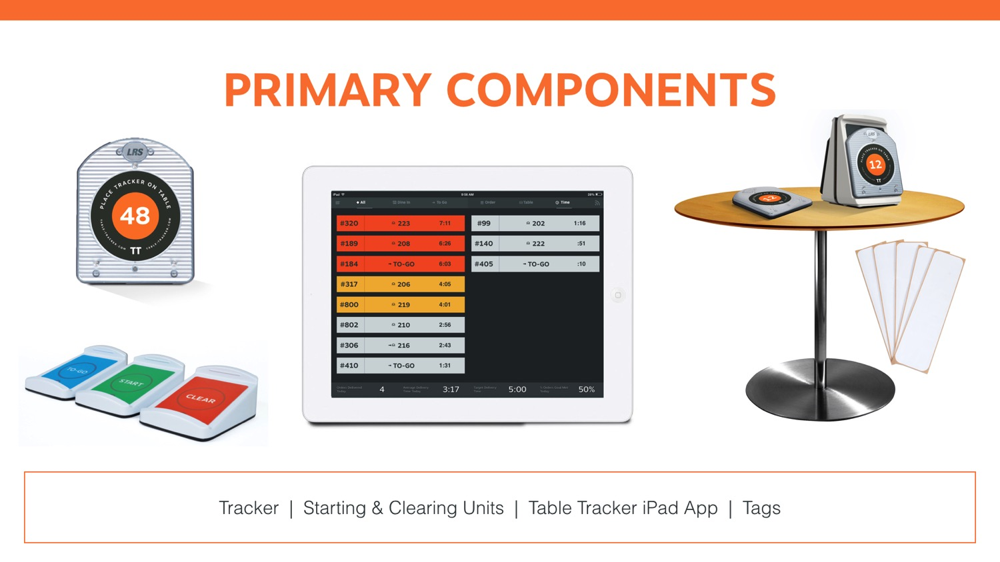 PRIMARY COMPONENTS
LRS
PLACE TRACKER ON TABLE
48
TABLE-TRACKER.COM TT TABLE-TRACKER.COM
TO-GO
START
CLEAR
iPad 9:56 AM 28%
All Dine In To Go Order Table Time
#320 223 7:11
#189 208 6:26
#184 TO-GO 6:03
#317 206 4:05
#800 219 4:01
#802 210 2:56
#306 216 2:43
#410 TO-GO 1:31
#99 202 1:16
#140 222 :51
#405 TO-GO :10
Orders Delivered Today 4 Average Delivery Time Today 3:17 Target Delivery Time 5:00 50%
LRS
PLACE TRACKER ON TABLE
12
TT
12
Tracker | Starting & Clearing Units | Table Tracker iPad App | Tags